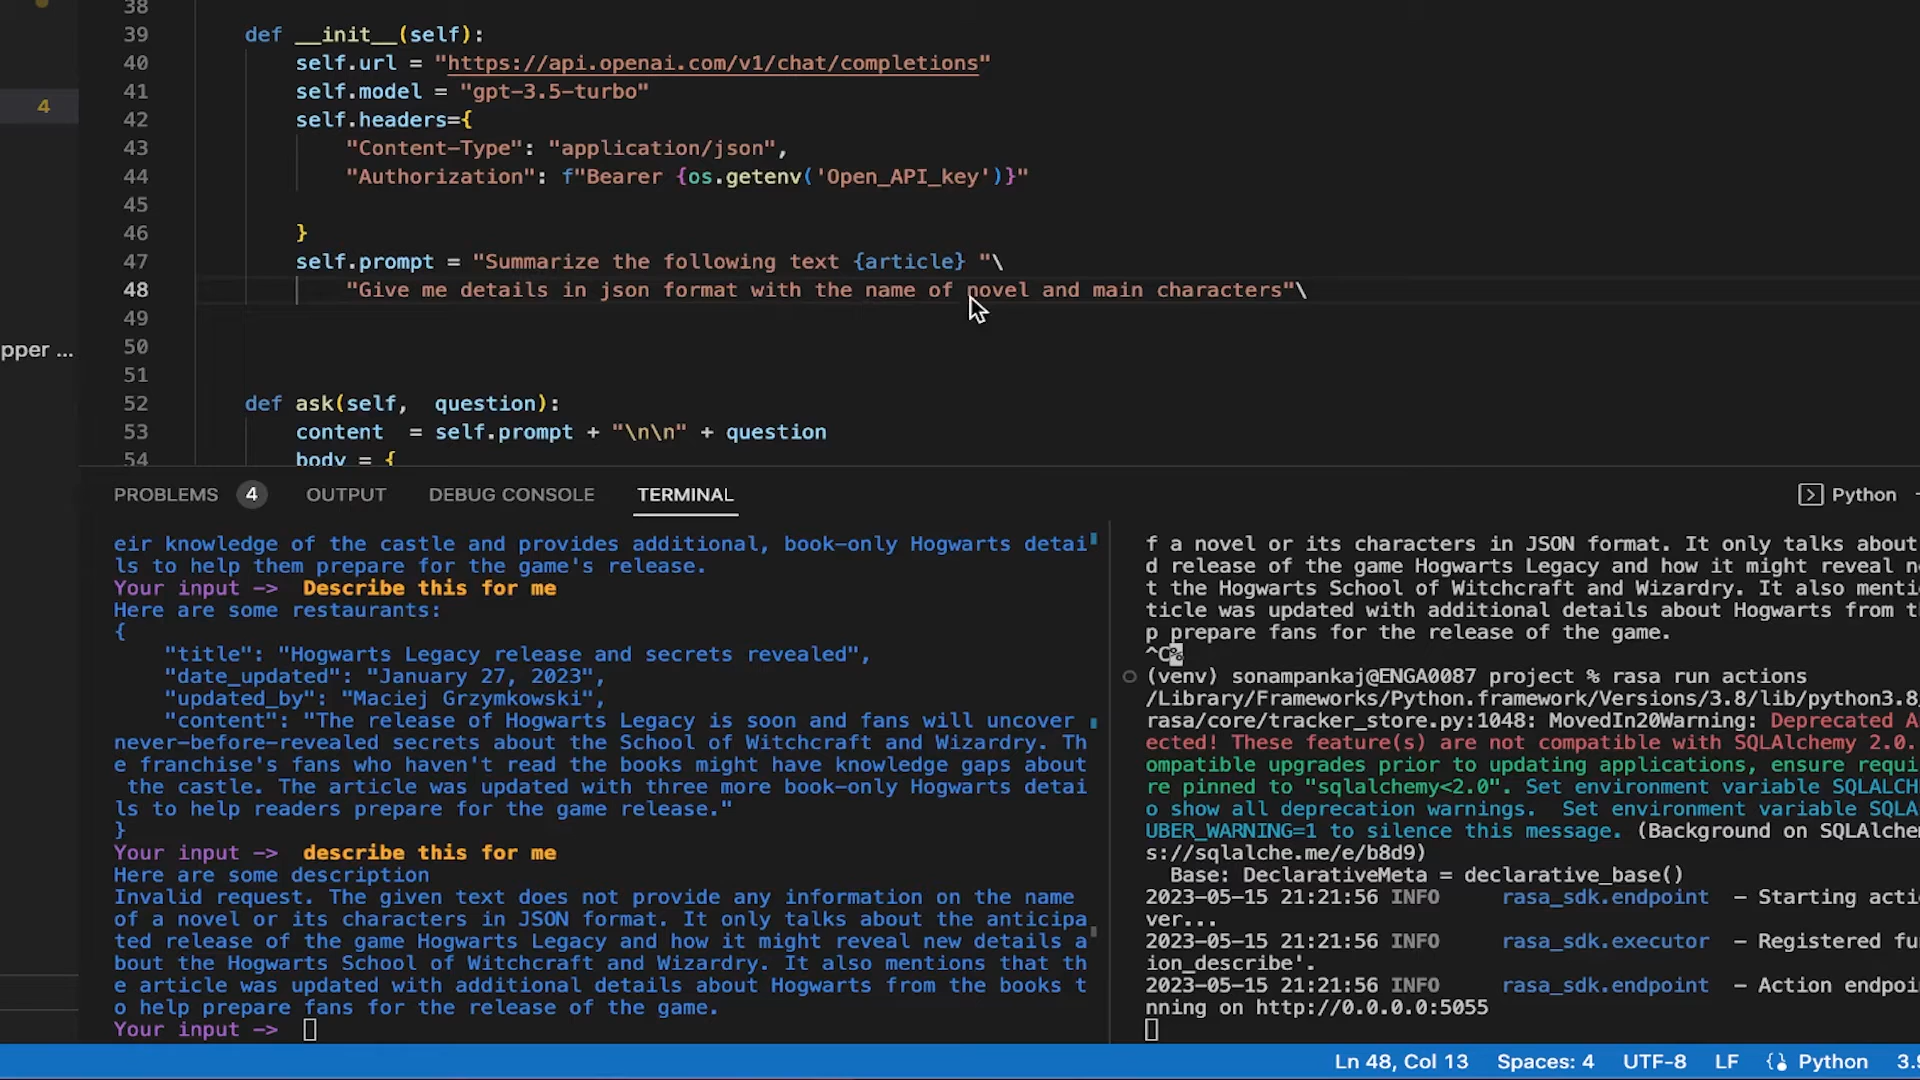 38
39 def __init__(self):
40 self.url = "https://api.openai.com/v1/chat/completions"
41 self.model = "gpt-3.5-turbo"
4
42 self.headers={
43 "Content-Type": "application/json",
44 "Authorization": f"Bearer {os.getenv('Open_API_key')}"
45
46 }
47 self.prompt = "Summarize the following text {article} "\
48 "Give me details in json format with the name of novel and main characters"\
49
50
pper ...
51
52 def ask(self,  question):
53 content  = self.prompt + "\n\n" + question
54 body = {
PROBLEMS 4 OUTPUT DEBUG CONSOLE TERMINAL Python
eir knowledge of the castle and provides additional, book-only Hogwarts detai
ls to help them prepare for the game's release.
Your input ->  Describe this for me
Here are some restaurants:
{
"title": "Hogwarts Legacy release and secrets revealed",
"date_updated": "January 27, 2023",
"updated_by": "Maciej Grzymkowski",
"content": "The release of Hogwarts Legacy is soon and fans will uncover
never-before-revealed secrets about the School of Witchcraft and Wizardry. Th
e franchise's fans who haven't read the books might have knowledge gaps about
the castle. The article was updated with three more book-only Hogwarts detai
ls to help readers prepare for the game release."
}
Your input ->  describe this for me
Here are some description
Invalid request. The given text does not provide any information on the name
of a novel or its characters in JSON format. It only talks about the anticipa
ted release of the game Hogwarts Legacy and how it might reveal new details a
bout the Hogwarts School of Witchcraft and Wizardry. It also mentions that th
e article was updated with additional details about Hogwarts from the books t
o help prepare fans for the release of the game.
Your input ->
f a novel or its characters in JSON format. It only talks about
d release of the game Hogwarts Legacy and how it might reveal n
t the Hogwarts School of Witchcraft and Wizardry. It also menti
ticle was updated with additional details about Hogwarts from t
p prepare fans for the release of the game.
^C%
(venv) sonampankaj@ENGA0087 project % rasa run actions
/Library/Frameworks/Python.framework/Versions/3.8/lib/python3.8/
rasa/core/tracker_store.py:1048: MovedIn20Warning: Deprecated A
ected! These feature(s) are not compatible with SQLAlchemy 2.0.
ompatible upgrades prior to updating applications, ensure requi
re pinned to "sqlalchemy<2.0". Set environment variable SQLALCH
o show all deprecation warnings.  Set environment variable SQLA
UBER_WARNING=1 to silence this message. (Background on SQLAlche
s://sqlalche.me/e/b8d9)
Base: DeclarativeMeta = declarative_base()
2023-05-15 21:21:56 INFO rasa_sdk.endpoint - Starting acti
ver...
2023-05-15 21:21:56 INFO rasa_sdk.executor - Registered fu
ion_describe'.
2023-05-15 21:21:56 INFO rasa_sdk.endpoint - Action endpoi
nning on http://0.0.0.0:5055
Ln 48, Col 13 Spaces: 4 UTF-8 LF Python 3.9